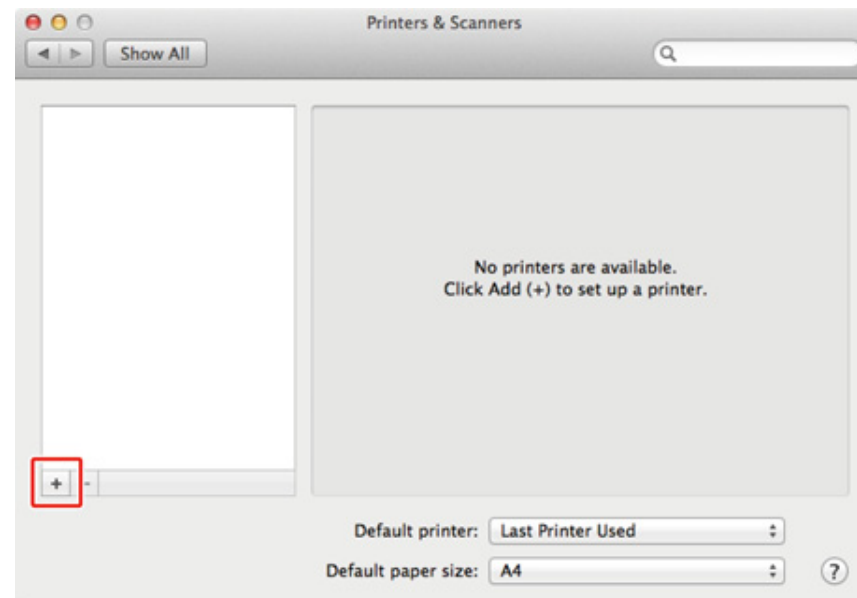 Printers & Scanners
Show All
No printers are available.
Click Add (+) to set up a printer.
+ -
Default printer: Last Printer Used
Default paper size: A4 ?